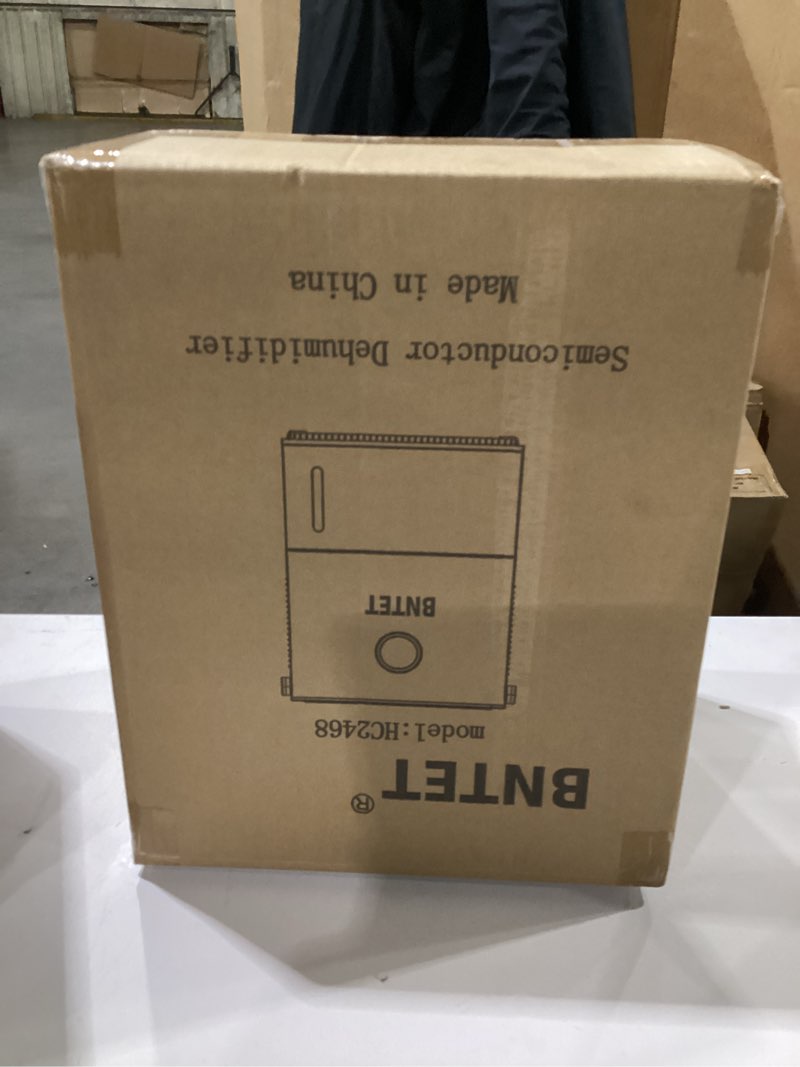 BNTET®
model:HC2468
BNTET
Semiconductor Dehumidifier
Made in China